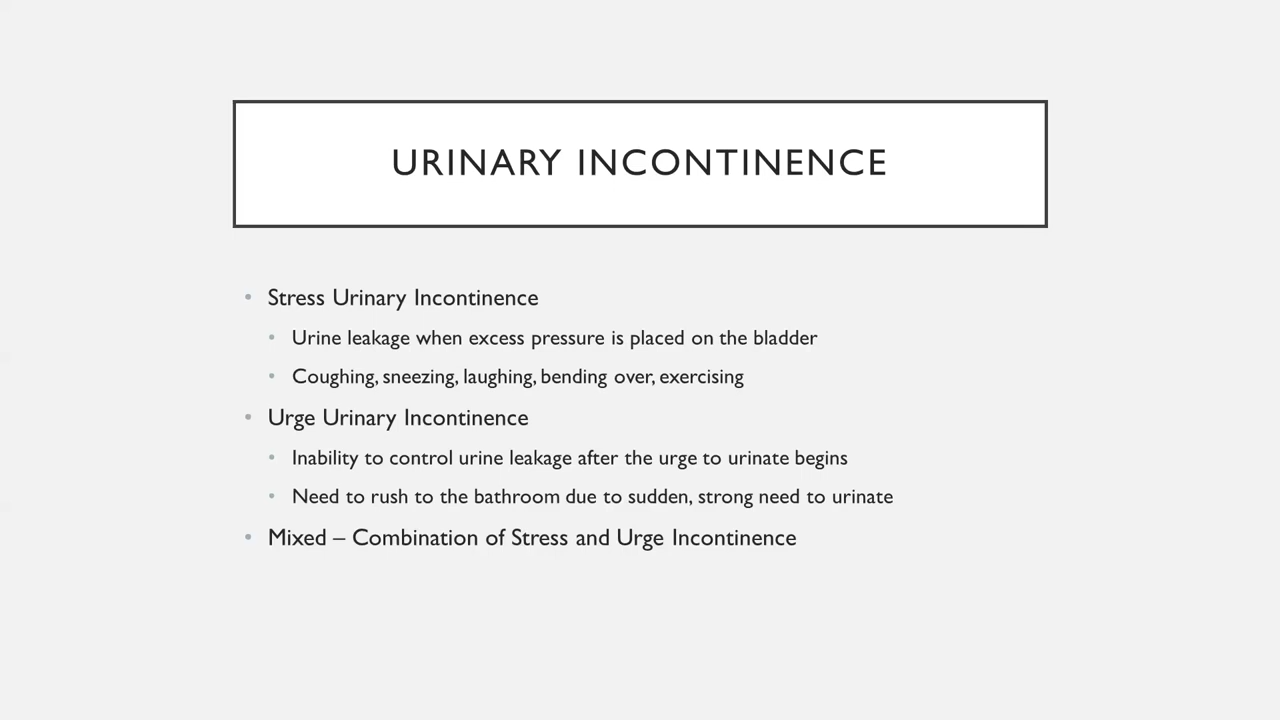 URINARY INCONTINENCE
• Stress Urinary Incontinence
• Urine leakage when excess pressure is placed on the bladder
• Coughing, sneezing, laughing, bending over, exercising
• Urge Urinary Incontinence
• Inability to control urine leakage after the urge to urinate begins
• Need to rush to the bathroom due to sudden, strong need to urinate
• Mixed – Combination of Stress and Urge Incontinence